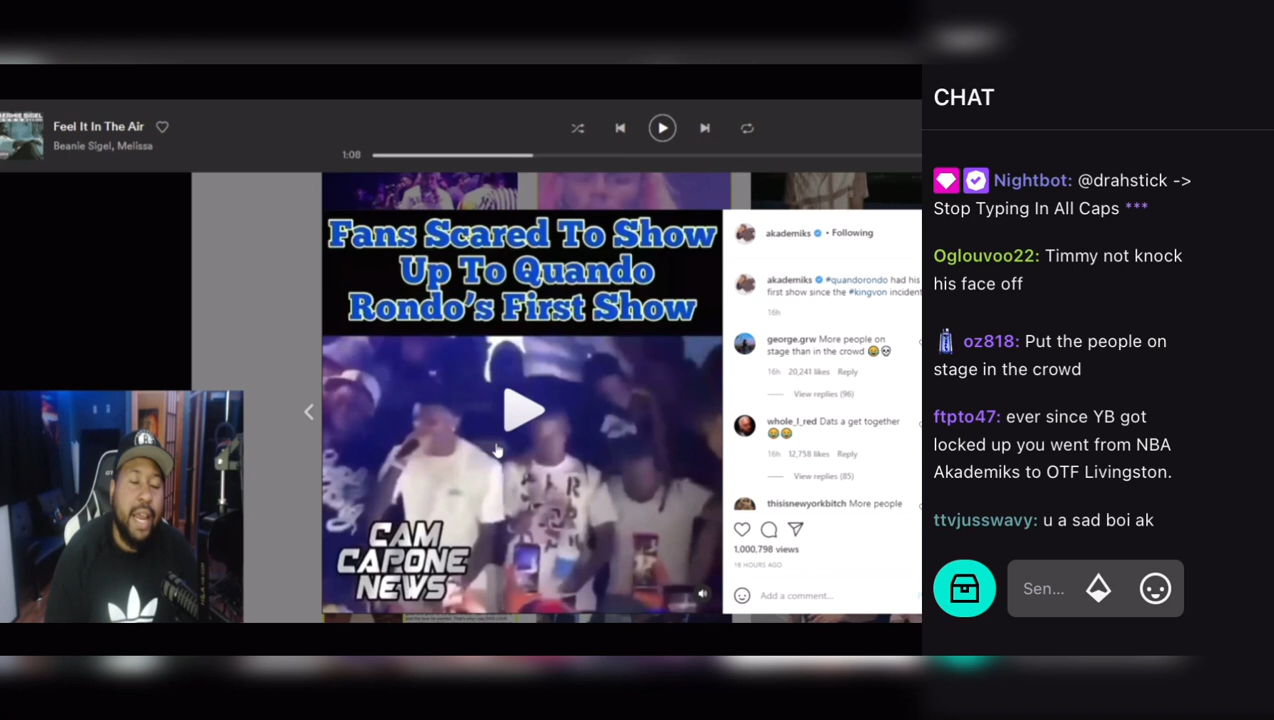 Feel It In The Air
Beanie Sigel, Melissa
1:08
Fans Scared To Show
Up To Quando
Rondo's First Show
CAM
CAPONE
NEWS
akademiks • Following
akademiks #quandorondo had his
first show since the #kingvon incident
16h
george.grw More people on
stage than in the crowd 😭💀
16h 20,241 likes Reply
View replies (96)
whole_l_red Dats a get together
😂😂
16h 12,758 likes Reply
View replies (85)
thisisnewyorkbitch More people
1,000,798 views
Add a comment...
CHAT
Nightbot: @drahstick ->
Stop Typing In All Caps ***
Oglouvoo22: Timmy not knock
his face off
oz818: Put the people on
stage in the crowd
ftpto47: ever since YB got
locked up you went from NBA
Akademiks to OTF Livingston.
ttvjusswavy: u a sad boi ak
Sen...